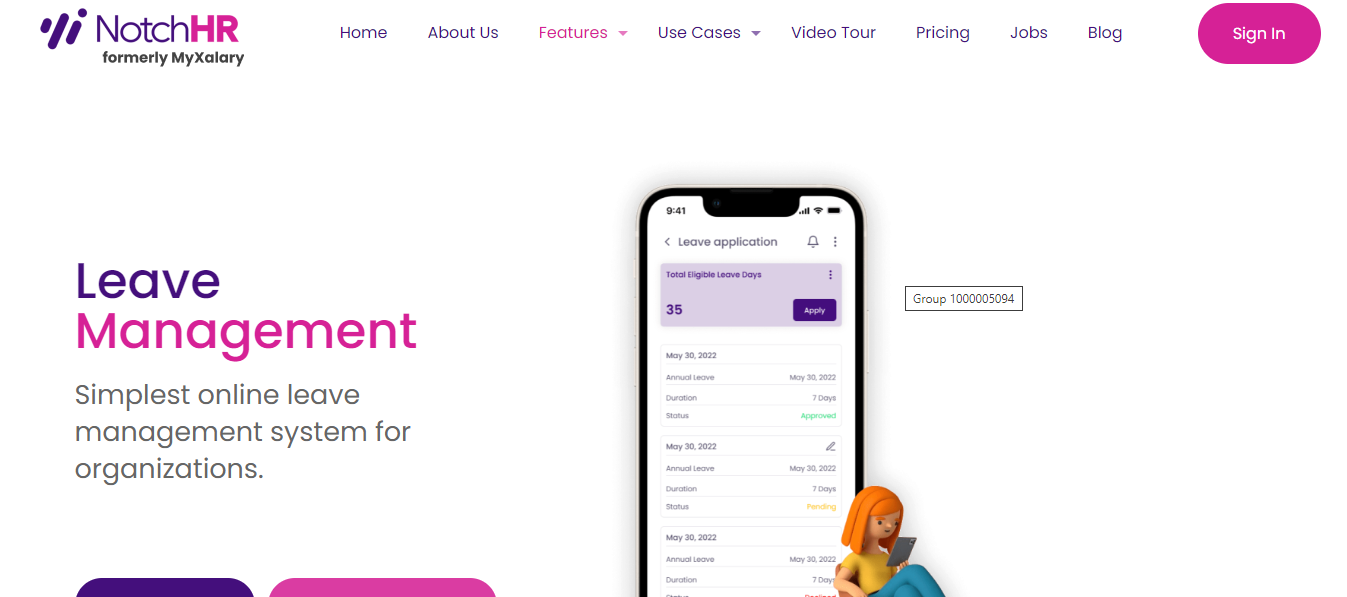 NotchHR
formerly MyXalary
Home About Us Features Use Cases Video Tour Pricing Jobs Blog Sign In
Leave
Management
Simplest online leave
management system for
organizations.
9:41
Leave application
Total Eligible Leave Days
35 Apply
May 30, 2022
Annual Leave May 30, 2022
Duration 7 Days
Status Approved
May 30, 2022
Annual Leave May 30, 2022
Duration 7 Days
Status Pending
May 30, 2022
Annual Leave May 30, 2022
Duration 7 Days
Group 1000005094